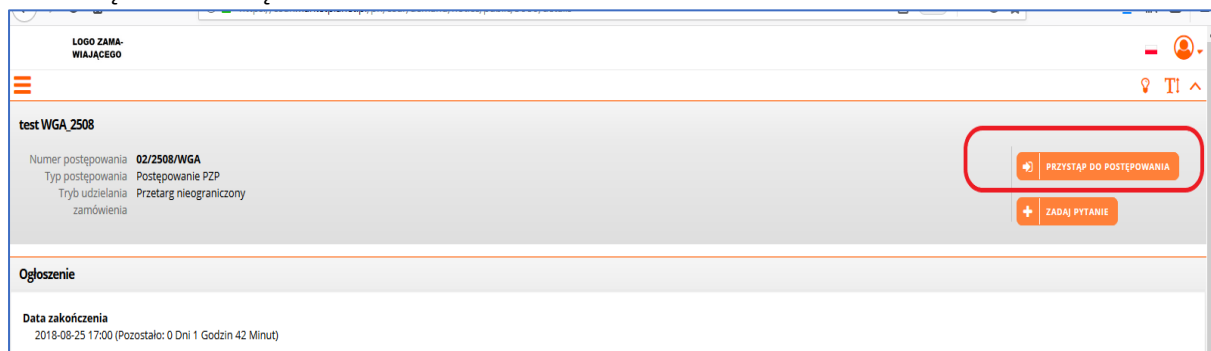 LOGO ZAMA-
WIAJĄCEGO
TI
test WGA_2508
Numer postępowania 02/2508/WGA
Typ postępowania Postępowanie PZP
Tryb udzielania Przetarg nieograniczony
zamówienia
PRZYSTĄP DO POSTĘPOWANIA
ZADAJ PYTANIE
Ogłoszenie
Data zakończenia
2018-08-25 17:00 (Pozostało: 0 Dni 1 Godzin 42 Minut)